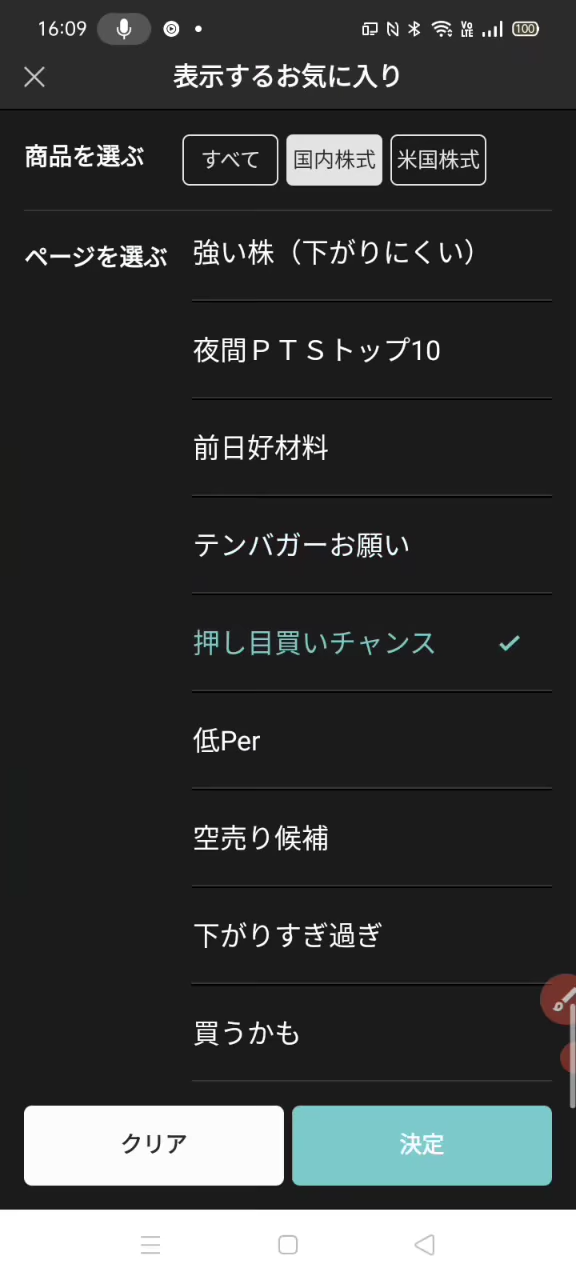 16:09
100
表示するお気に入り
商品を選ぶ
すべて
国内株式
米国株式
ページを選ぶ
強い株（下がりにくい）
夜間ＰＴＳトップ10
前日好材料
テンバガーお願い
押し目買いチャンス
低Per
空売り候補
下がりすぎ過ぎ
買うかも
クリア
決定